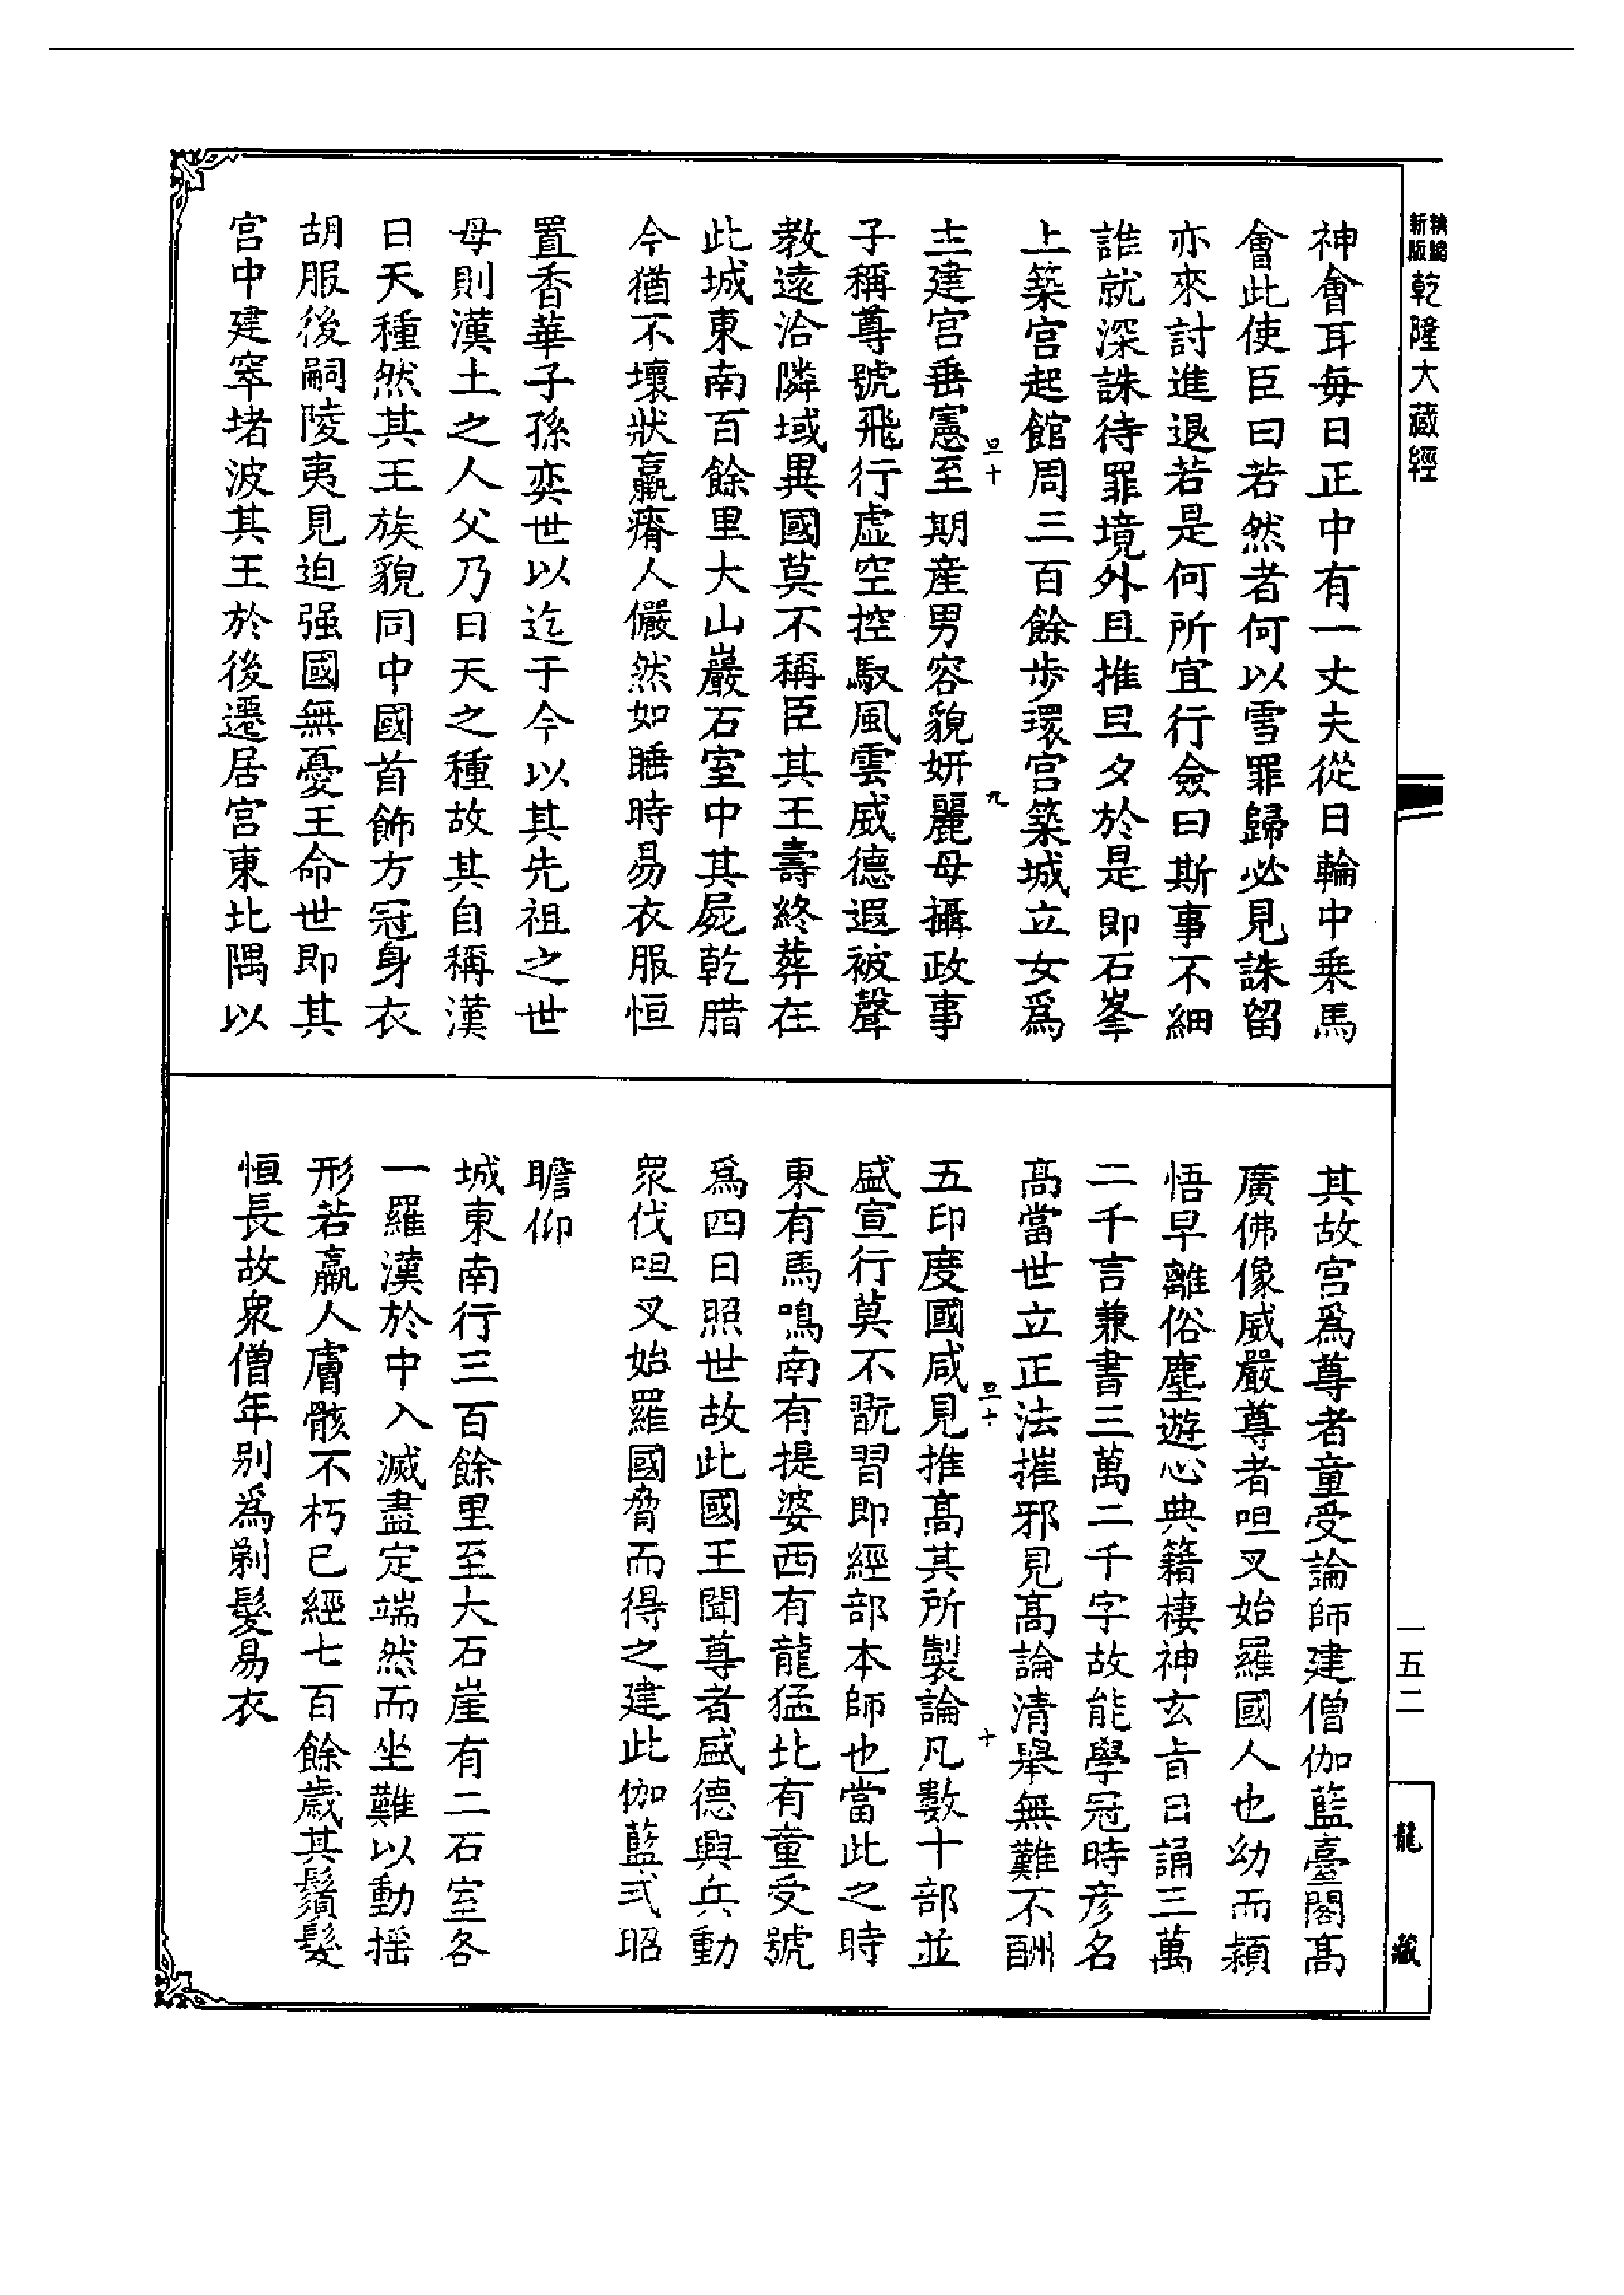 新版精縮乾隆大藏經
神會耳每日正中有一丈夫從日輪中乗馬
會此使臣曰若然者何以雪罪歸必見誅留
亦來討進退若是何所宜行僉曰斯事不細
誰就深誅待罪境外且推旦夕於是即石峯
上築宮起館周三百餘歩環宮築城立女爲
主建宮垂憲至期産男容貌妍麗母攝政事
旦十
九
子稱尊號飛行虚空控馭風雲威德遐被聲
教遠洽隣域異國莫不稱臣其王壽終葬在
此城東南百餘里大山巖石室中其屍乾腊
今猶不壞狀羸瘠人儼然如睡時易衣服恒
置香華子孫奕世以迄于今以其先祖之世
母則漢土之人父乃日天之種故其自稱漢
日天種然其王族貌同中國首飾方冠身衣
胡服後嗣陵夷見迫强國無憂王命世即其
宮中建窣堵波其王於後遷居宮東北隅以
其故宮爲尊者童受論師建僧伽藍臺閣髙
廣佛像威嚴尊者呾叉始羅國人也幼而頴
悟早離俗塵遊心典籍棲神玄旨日誦三萬
二千言兼書三萬二千字故能學冠時彦名
髙當世立正法摧邪見髙論清舉無難不酬
五印度國咸見推髙其所製論凡數十部並
旦十
十
盛宣行莫不翫習即經部本師也當此之時
東有馬鳴南有提婆西有龍猛北有童受號
爲四日照世故此國王聞尊者盛德興兵動
衆伐呾叉始羅國脅而得之建此伽藍式昭
瞻仰
城東南行三百餘里至大石崖有二石室各
一羅漢於中入滅盡定端然而坐難以動揺
形若羸人膚骸不朽已經七百餘歳其鬚髮
恒長故衆僧年别爲剃髮易衣
一五二
龍藏